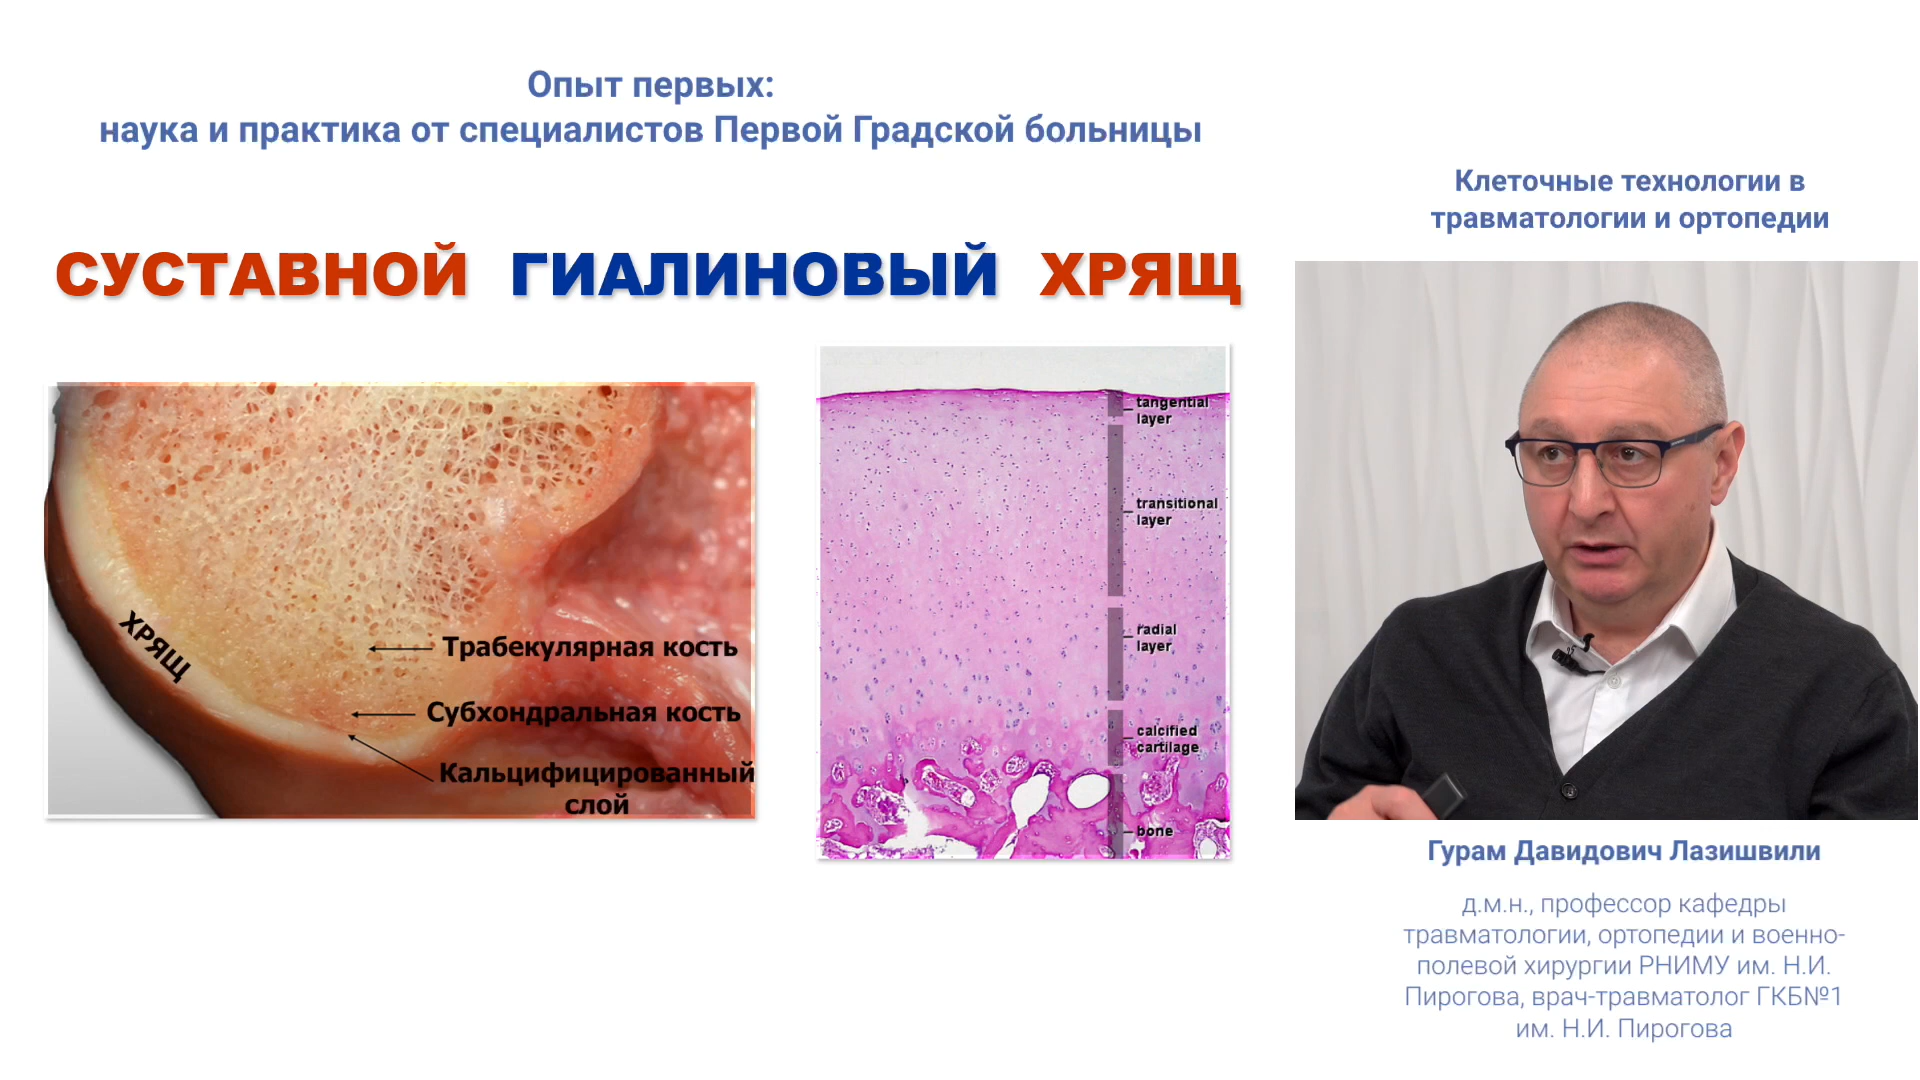 Опыт первых:
наука и практика от специалистов Первой Градской больницы
Клеточные технологии в
травматологии и ортопедии
СУСТАВНОЙ ГИАЛИНОВЫЙ ХРЯЩ
ХРЯЩ
Трабекулярная кость
Субхондральная кость
Кальцифицированный
слой
tangential
layer
transitional
layer
radial
layer
calcified
cartilage
bone
Гурам Давидович Лазишвили
д.м.н., профессор кафедры
травматологии, ортопедии и военно-
полевой хирургии РНИМУ им. Н.И.
Пирогова, врач-травматолог ГКБ№1
им. Н.И. Пирогова